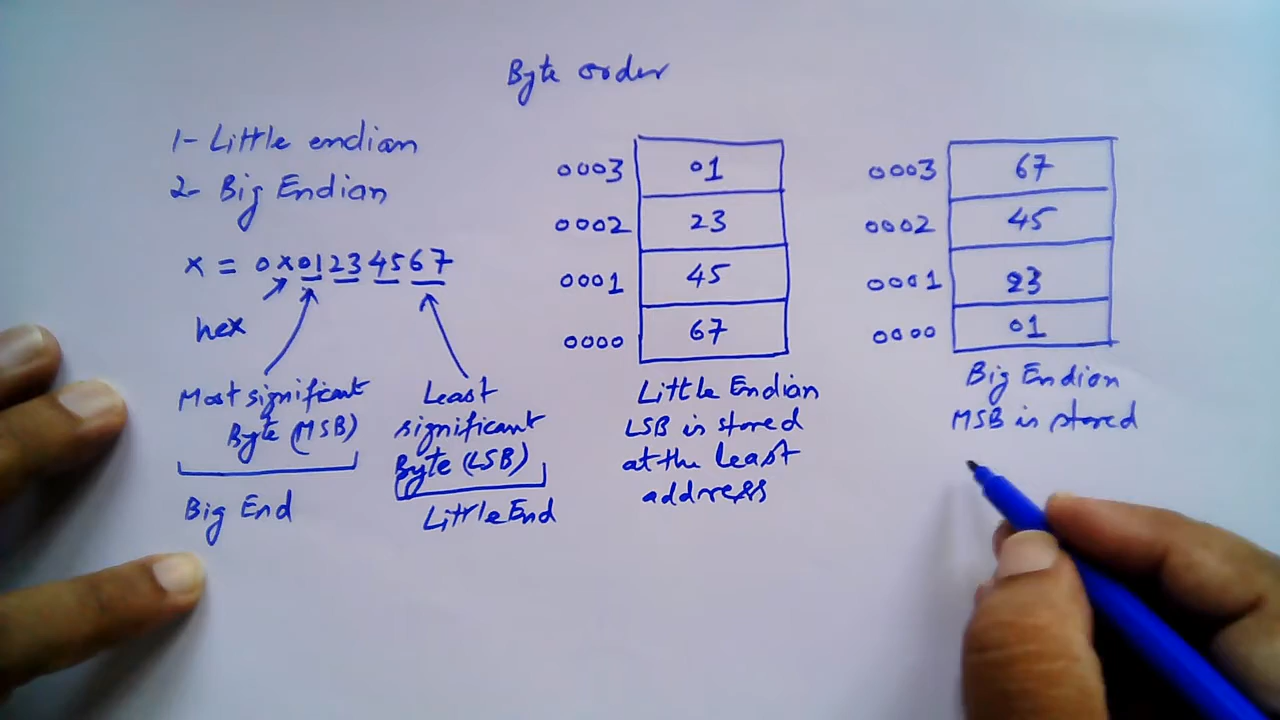 Byte order
1- Little endian
2- Big Endian
x = 0x01234567
hex
Most significant
Byte (MSB)
Big End
Least
significant
Byte (LSB)
Little End
0003 01
0002 23
0001 45
0000 67
Little Endian
LSB is stored
at the least
address
0003 67
0002 45
0001 23
0000 01
Big Endian
MSB is stored